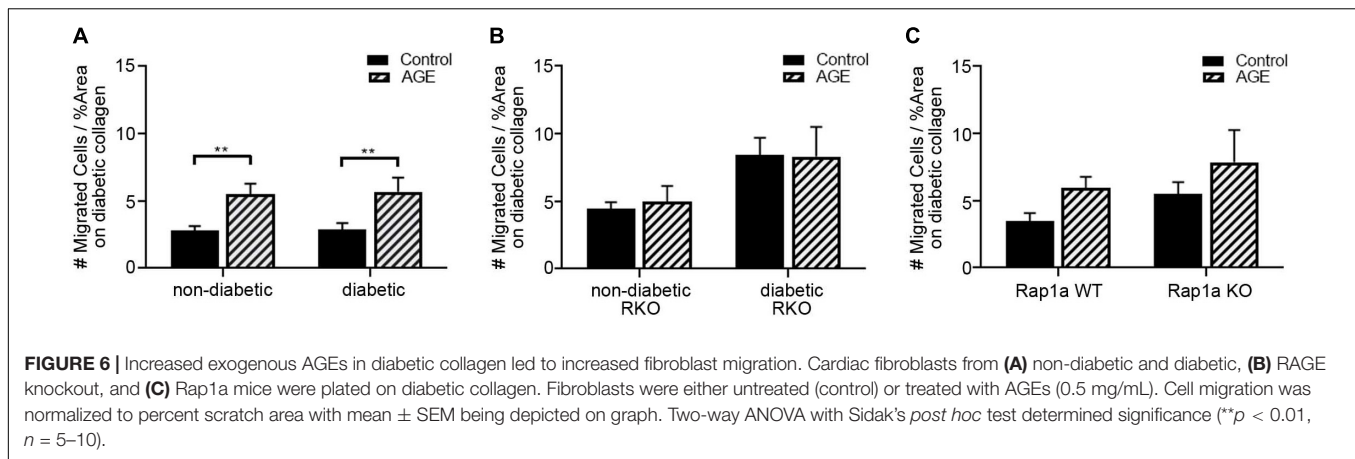 A
# Migrated Cells / %Area
on diabetic collagen
15
10
5
0
Control
AGE
**
**
non-diabetic
diabetic
B
# Migrated Cells / %Area
on diabetic collagen
15
10
5
0
Control
AGE
non-diabetic
RKO
diabetic
RKO
C
# Migrated Cells / %Area
on diabetic collagen
15
10
5
0
Control
AGE
Rap1a WT
Rap1a KO
FIGURE 6 | Increased exogenous AGEs in diabetic collagen led to increased fibroblast migration. Cardiac fibroblasts from (A) non-diabetic and diabetic, (B) RAGE
knockout, and (C) Rap1a mice were plated on diabetic collagen. Fibroblasts were either untreated (control) or treated with AGEs (0.5 mg/mL). Cell migration was
normalized to percent scratch area with mean ± SEM being depicted on graph. Two-way ANOVA with Sidak's post hoc test determined significance (**p < 0.01,
n = 5–10).